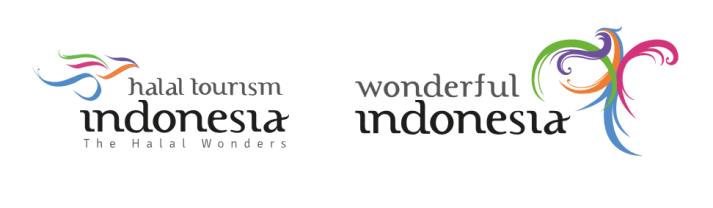 halal tourism
indonesia
The Halal Wonders
wonderful
indonesia